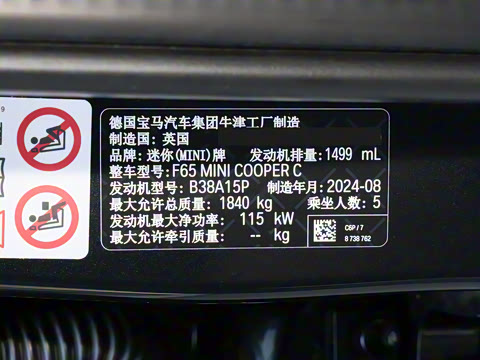 德国宝马汽车集团牛津工厂制造
制造国: 英国
品牌: 迷你(MINI)牌 发动机排量:1499 mL
整车型号:F65 MINI COOPER C
发动机型号: B38A15P 制造年月: 2024-08
最大允许总质量: 1840 kg 乘坐人数: 5
发动机最大净功率: 115 kW
最大允许牵引质量: -- kg
C6P / 7
8 738 762